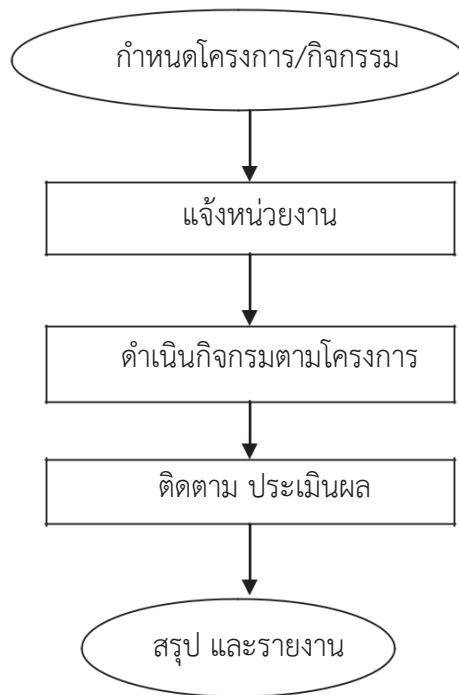 กำหนดโครงการ/กิจกรรม
แจ้งหน่วยงาน
ดำเนินกิจกรมตามโครงการ
ติดตาม ประเมินผล
สรุป และรายงาน